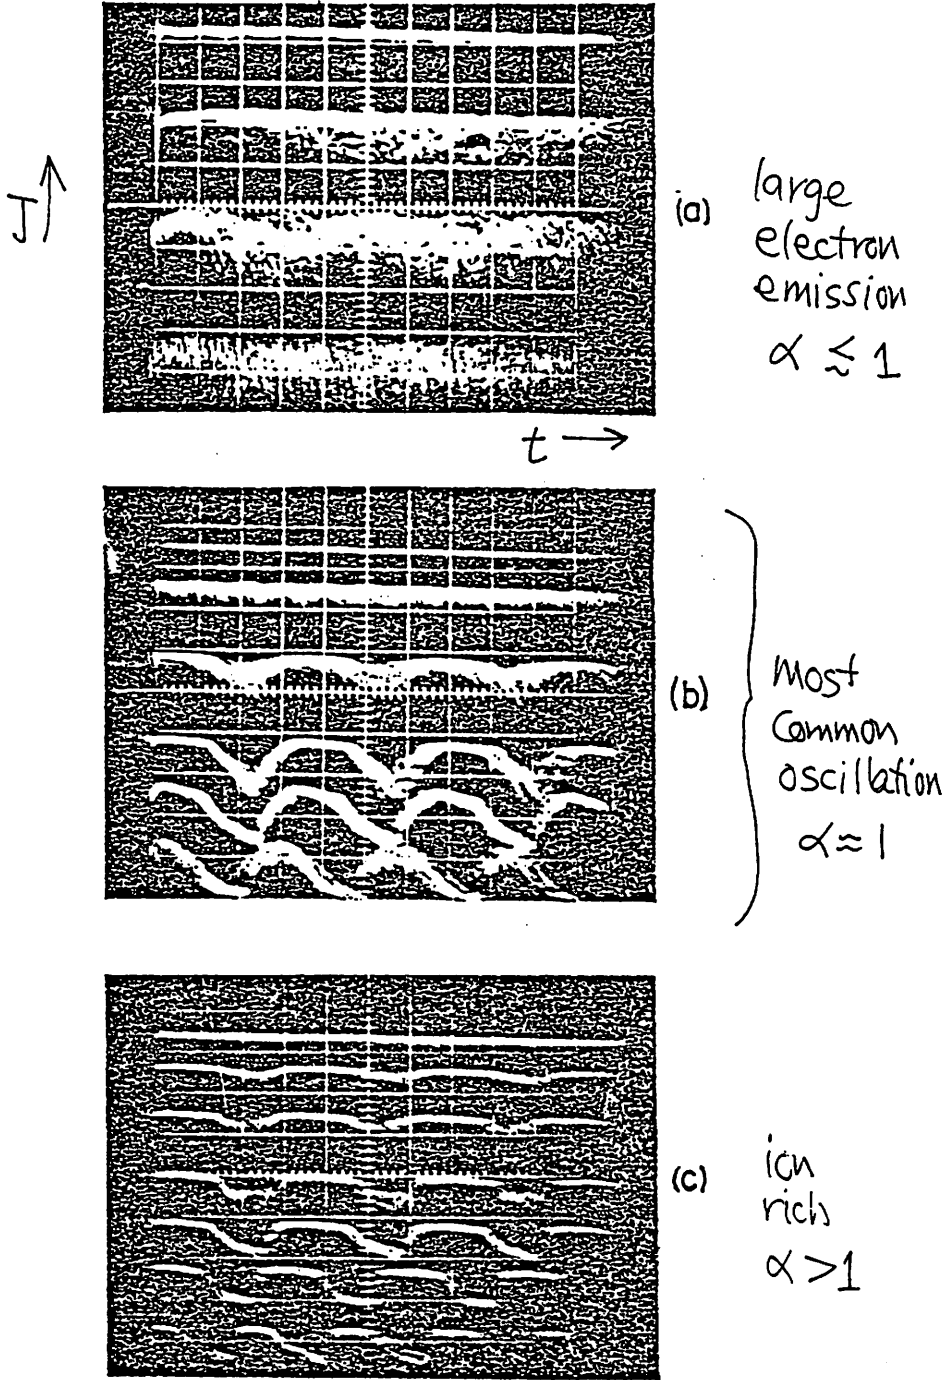 J
(a)
large
electron
emission
α ≲ 1
t →
(b)
most
common
oscillation
α ≈ 1
(c)
ion
rich
α > 1